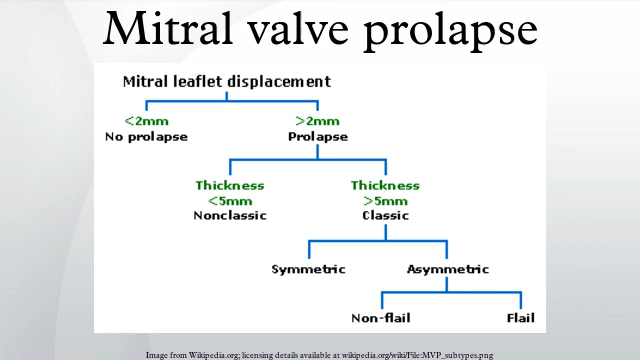 Mitral valve prolapse
Mitral leaflet displacement
<2mm
No prolapse
>2mm
Prolapse
Thickness
<5mm
Nonclassic
Thickness
>5mm
Classic
Symmetric
Asymmetric
Non-flail
Flail
Image from Wikipedia.org; licensing details available at wikipedia.org/wiki/File:MVP_subtypes.png